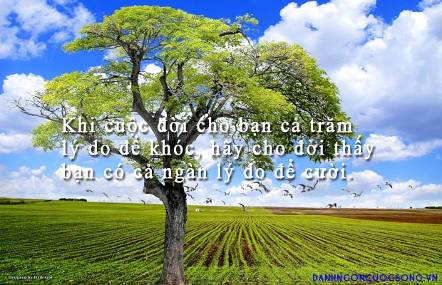 Khi cuộc đời cho bạn cả trăm
lý do để khóc, hãy cho đời thấy
bạn có cả ngàn lý do để cười.
DANHNGONCUOCSONG.VN